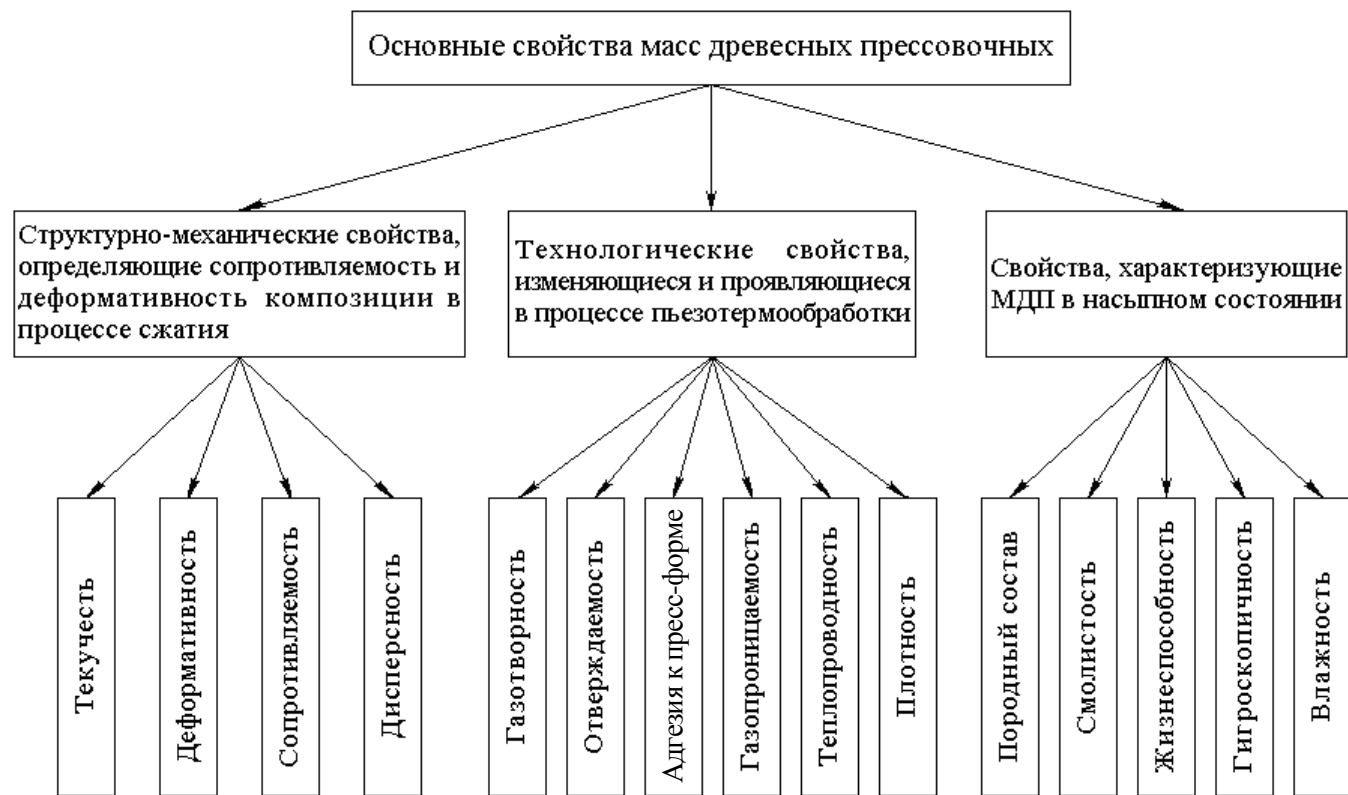 Основные свойства масс древесных прессовочных
Структурно-механические свойства,
определяющие сопротивляемость и
деформативность композиции в
процессе сжатия
Технологические свойства,
изменяющиеся и проявляющиеся
в процессе пьезотермообработки
Свойства, характеризующие
МДП в насыпном состоянии
Текучесть
Деформативность
Сопротивляемость
Дисперсность
Газотворность
Отверждаемость
Адгезия к пресс-форме
Газопроницаемость
Теплопроводность
Плотность
Породный состав
Смолистость
Жизнеспособность
Гигроскопичность
Влажность